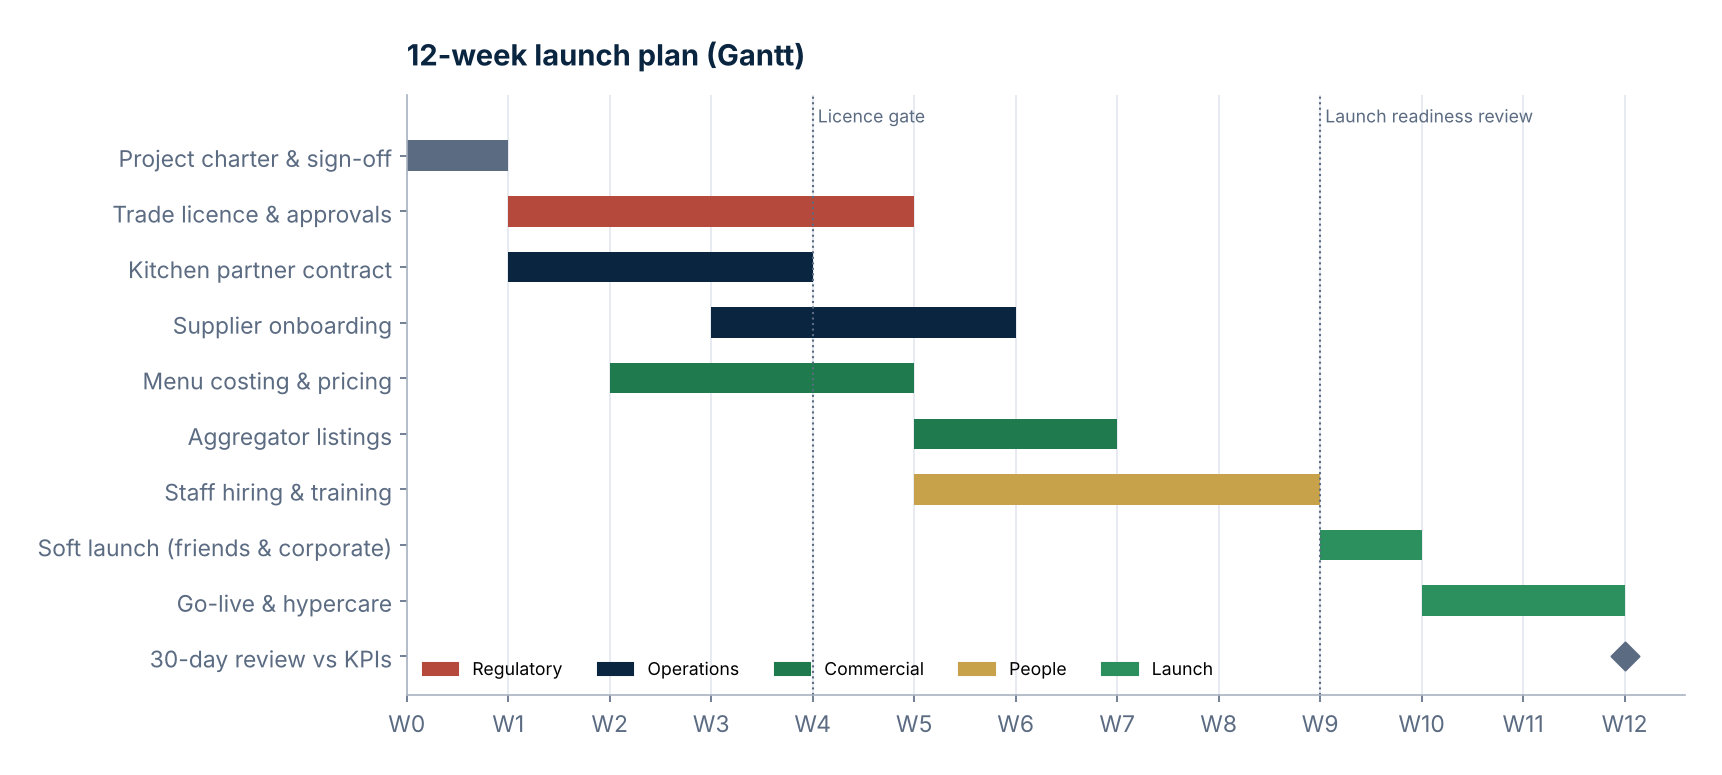 12-week launch plan (Gantt)
Licence gate
Launch readiness review
Project charter & sign-off
Trade licence & approvals
Kitchen partner contract
Supplier onboarding
Menu costing & pricing
Aggregator listings
Staff hiring & training
Soft launch (friends & corporate)
Go-live & hypercare
30-day review vs KPIs
Regulatory Operations Commercial People Launch
W0 W1 W2 W3 W4 W5 W6 W7 W8 W9 W10 W11 W12